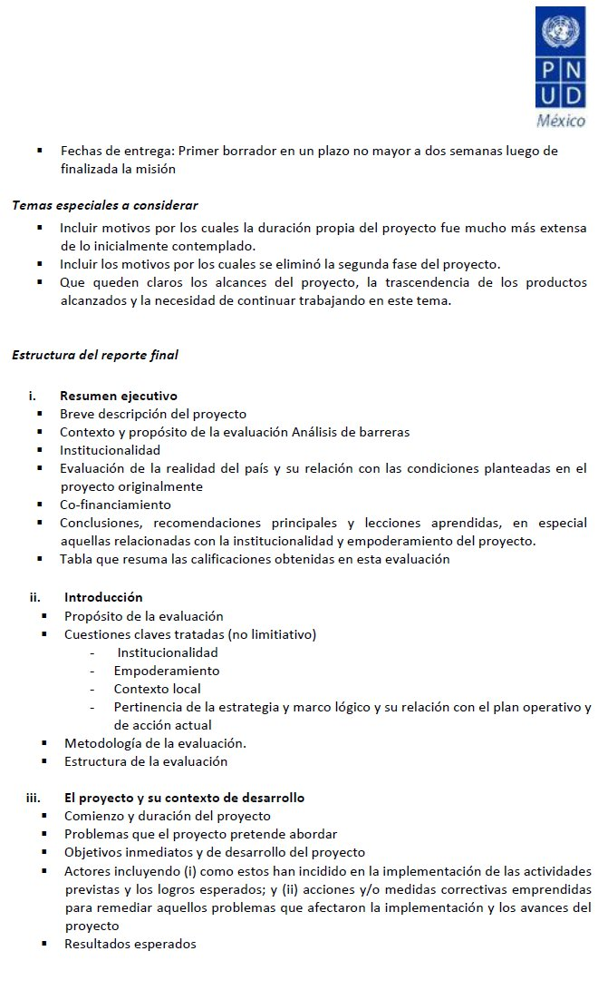 P N
U D
México
▪ Fechas de entrega: Primer borrador en un plazo no mayor a dos semanas luego de
finalizada la misión
Temas especiales a considerar
▪ Incluir motivos por los cuales la duración propia del proyecto fue mucho más extensa
de lo inicialmente contemplado.
▪ Incluir los motivos por los cuales se eliminó la segunda fase del proyecto.
▪ Que queden claros los alcances del proyecto, la trascendencia de los productos
alcanzados y la necesidad de continuar trabajando en este tema.
Estructura del reporte final
i. Resumen ejecutivo
▪ Breve descripción del proyecto
▪ Contexto y propósito de la evaluación Análisis de barreras
▪ Institucionalidad
▪ Evaluación de la realidad del país y su relación con las condiciones planteadas en el
proyecto originalmente
▪ Co-financiamiento
▪ Conclusiones, recomendaciones principales y lecciones aprendidas, en especial
aquellas relacionadas con la institucionalidad y empoderamiento del proyecto.
▪ Tabla que resuma las calificaciones obtenidas en esta evaluación
ii. Introducción
▪ Propósito de la evaluación
▪ Cuestiones claves tratadas (no limitiativo)
- Institucionalidad
- Empoderamiento
- Contexto local
- Pertinencia de la estrategia y marco lógico y su relación con el plan operativo y
de acción actual
▪ Metodología de la evaluación.
▪ Estructura de la evaluación
iii. El proyecto y su contexto de desarrollo
▪ Comienzo y duración del proyecto
▪ Problemas que el proyecto pretende abordar
▪ Objetivos inmediatos y de desarrollo del proyecto
▪ Actores incluyendo (i) como estos han incidido en la implementación de las actividades
previstas y los logros esperados; y (ii) acciones y/o medidas correctivas emprendidas
para remediar aquellos problemas que afectaron la implementación y los avances del
proyecto
▪ Resultados esperados